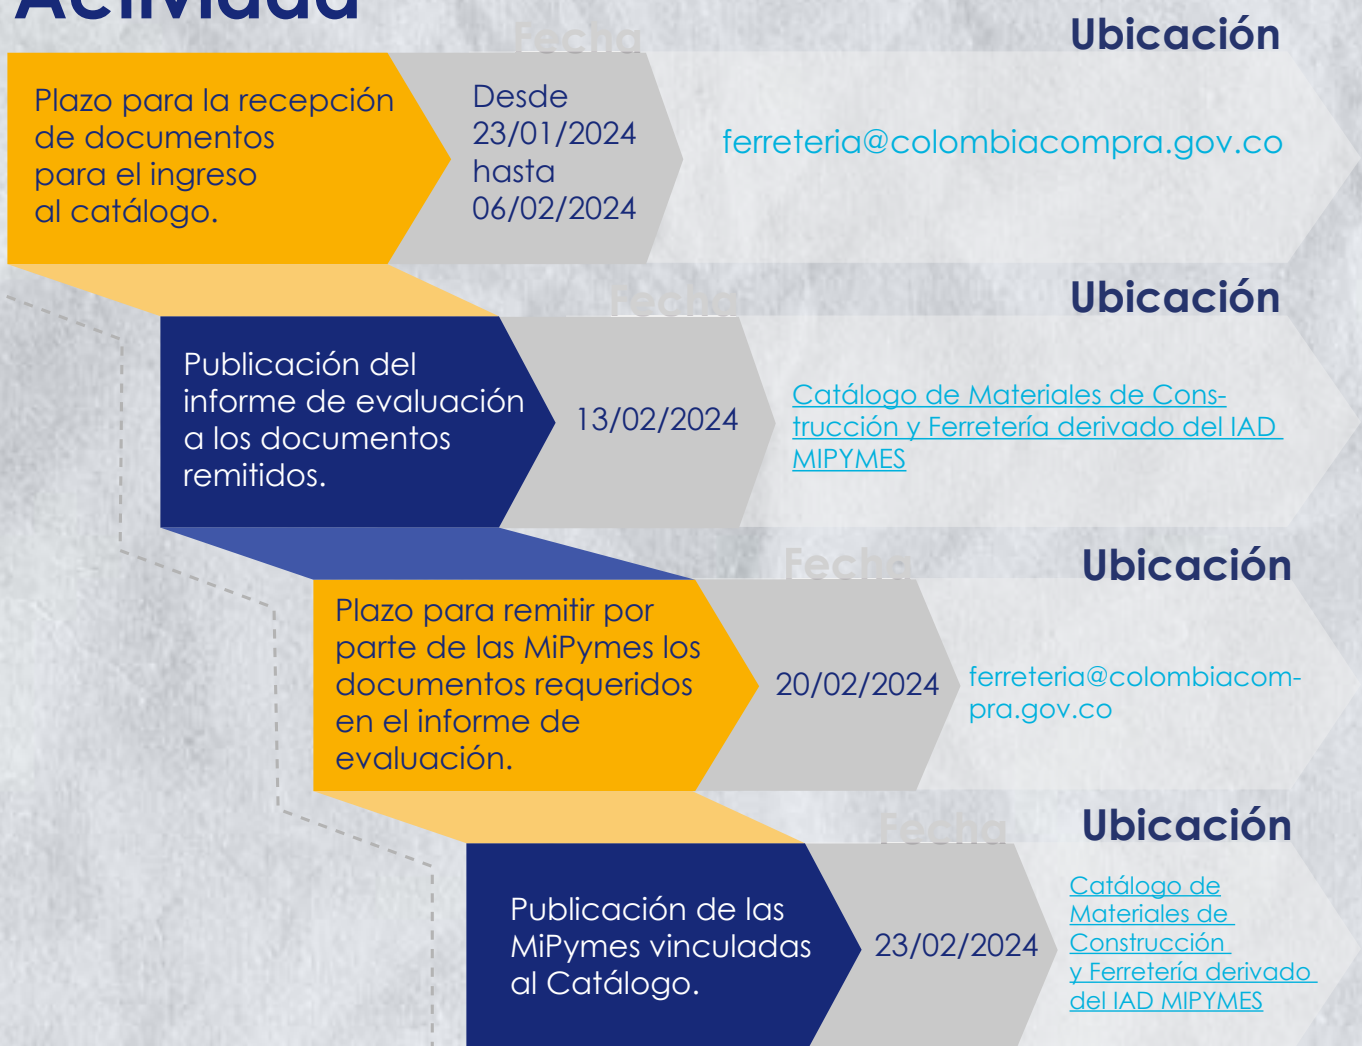 Actividad
Fecha
Ubicación
Plazo para la recepción
de documentos
para el ingreso
al catálogo.
Desde
23/01/2024
hasta
06/02/2024
ferreteria@colombiacompra.gov.co
Fecha
Ubicación
Publicación del
informe de evaluación
a los documentos
remitidos.
13/02/2024
Catálogo de Materiales de Cons-
trucción y Ferretería derivado del IAD
MIPYMES
Fecha
Ubicación
Plazo para remitir por
parte de las MiPymes los
documentos requeridos
en el informe de
evaluación.
20/02/2024
ferreteria@colombiacom-
pra.gov.co
Fecha
Ubicación
Publicación de las
MiPymes vinculadas
al Catálogo.
23/02/2024
Catálogo de
Materiales de
Construcción
y Ferretería derivado
del IAD MIPYMES